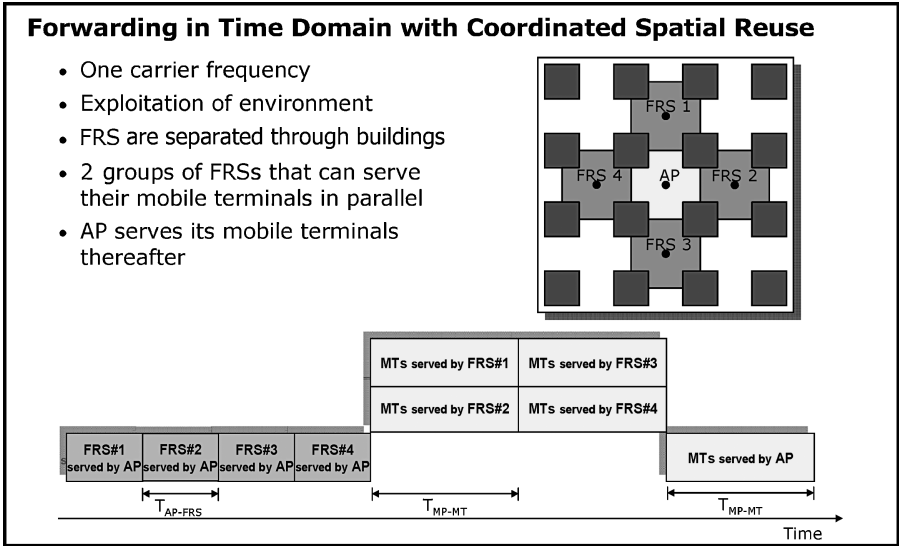 Forwarding in Time Domain with Coordinated Spatial Reuse
• One carrier frequency
• Exploitation of environment
• FRS are separated through buildings
• 2 groups of FRSs that can serve
their mobile terminals in parallel
• AP serves its mobile terminals
thereafter
FRS 1
FRS 4
AP
FRS 2
FRS 3
MTs served by FRS#1
MTs served by FRS#3
MTs served by FRS#2
MTs served by FRS#4
FRS#1
served by AP
FRS#2
served by AP
FRS#3
served by AP
FRS#4
served by AP
MTs served by AP
T_AP-FRS
T_MP-MT
T_MP-MT
Time